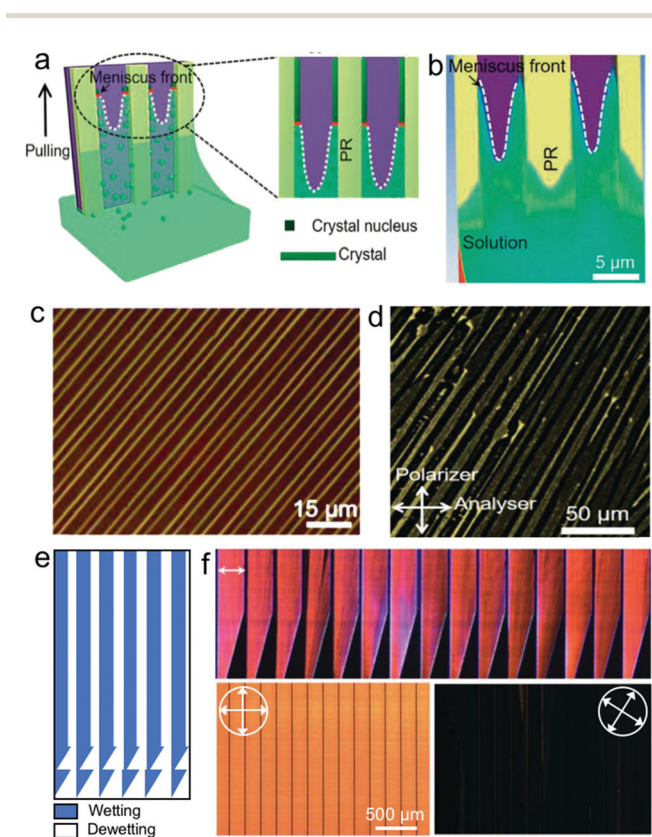 a
Meniscus front
Pulling
PR
Crystal nucleus
Crystal
b
Meniscus front
PR
Solution
5 µm
c
15 µm
d
Polarizer
Analyser
50 µm
e
Wetting
Dewetting
f
500 µm